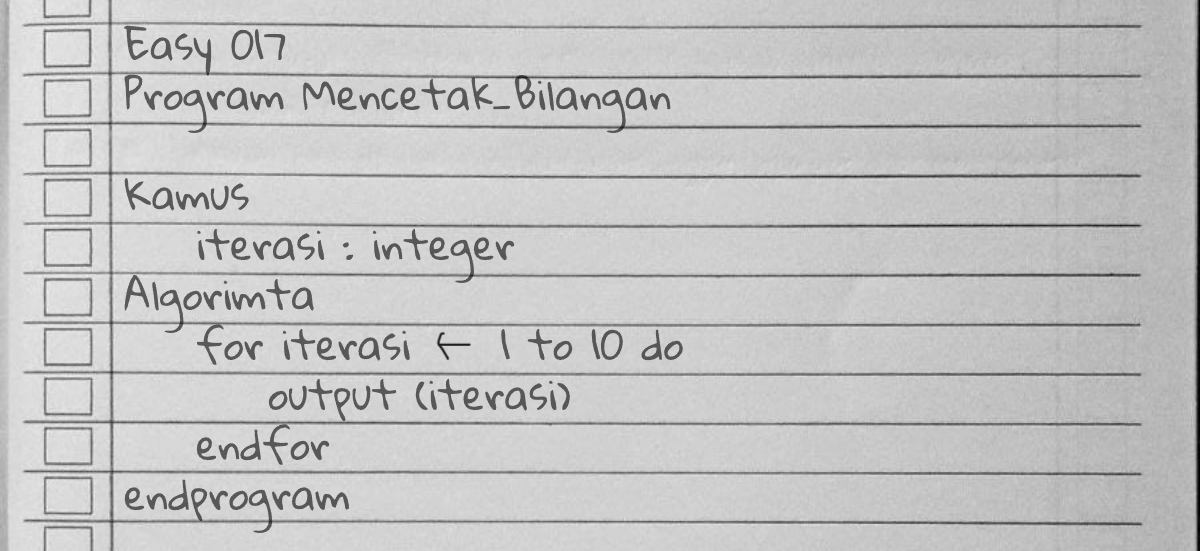 Easy 017
Program Mencetak_Bilangan
Kamus
iterasi : integer
Algorimta
for iterasi ← 1 to 10 do
output (iterasi)
endfor
endprogram